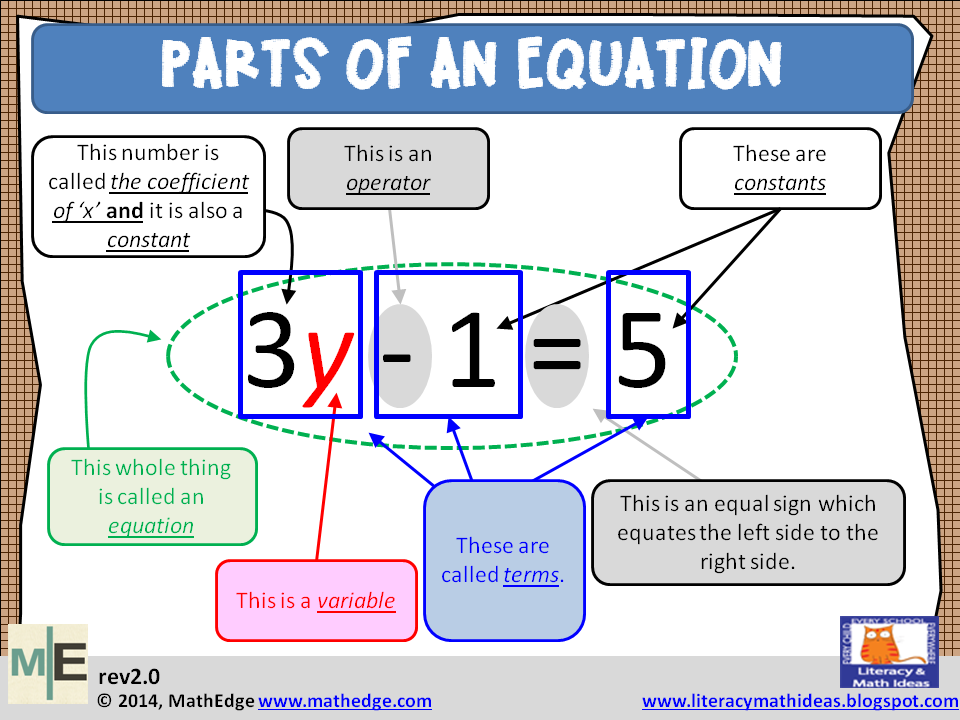 PARTS OF AN EQUATION
This number is
called the coefficient
of ‘x’ and it is also a
constant
This is an
operator
These are
constants
3y - 1 = 5
This whole thing
is called an
equation
This is a variable
These are
called terms.
This is an equal sign which
equates the left side to the
right side.
ME
rev2.0
© 2014, MathEdge www.mathedge.com
EVERY SCHOOL
EVERY CHILD
EVERYWHERE
Literacy &
Math Ideas
www.literacymathideas.blogspot.com